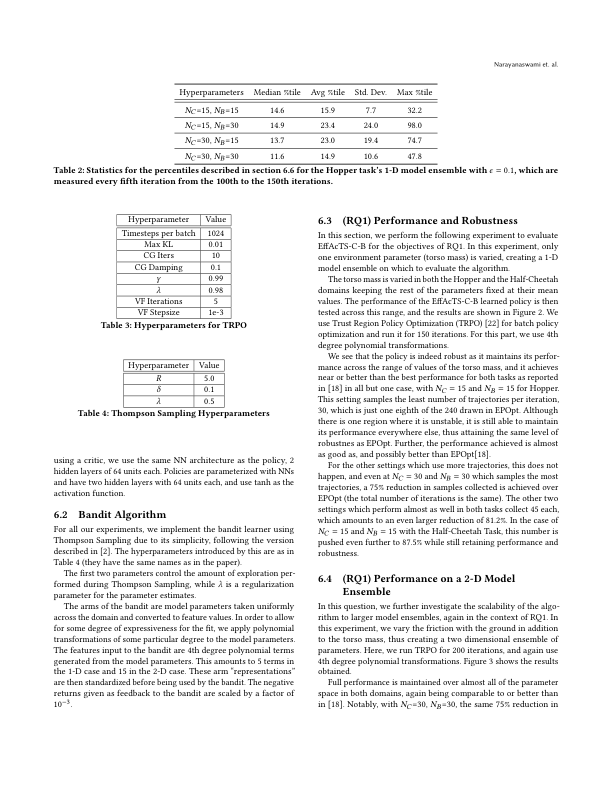 Narayanaswami et. al.
Hyperparameters Median %tile Avg %tile Std. Dev. Max %tile
N_C=15, N_B=15 14.6 15.9 7.7 32.2
N_C=15, N_B=30 14.9 23.4 24.0 98.0
N_C=30, N_B=15 13.7 23.0 19.4 74.7
N_C=30, N_B=30 11.6 14.9 10.6 47.8
Table 2: Statistics for the percentiles described in section 6.6 for the Hopper task's 1-D model ensemble with ϵ = 0.1, which are
measured every fifth iteration from the 100th to the 150th iterations.
Hyperparameter Value
Timesteps per batch 1024
Max KL 0.01
CG Iters 10
CG Damping 0.1
γ 0.99
λ 0.98
VF Iterations 5
VF Stepsize 1e-3
Table 3: Hyperparameters for TRPO
Hyperparameter Value
R 5.0
δ 0.1
λ 0.5
Table 4: Thompson Sampling Hyperparameters
using a critic, we use the same NN architecture as the policy, 2
hidden layers of 64 units each. Policies are parameterized with NNs
and have two hidden layers with 64 units each, and use tanh as the
activation function.
6.2 Bandit Algorithm
For all our experiments, we implement the bandit learner using
Thompson Sampling due to its simplicity, following the version
described in [2]. The hyperparameters introduced by this are as in
Table 4 (they have the same names as in the paper).
The first two parameters control the amount of exploration per-
formed during Thompson Sampling, while λ is a regularization
parameter for the parameter estimates.
The arms of the bandit are model parameters taken uniformly
across the domain and converted to feature values. In order to allow
for some degree of expressiveness for the fit, we apply polynomial
transformations of some particular degree to the model parameters.
The features input to the bandit are 4th degree polynomial terms
generated from the model parameters. This amounts to 5 terms in
the 1-D case and 15 in the 2-D case. These arm "representations"
are then standardized before being used by the bandit. The negative
returns given as feedback to the bandit are scaled by a factor of
10⁻³.
6.3 (RQ1) Performance and Robustness
In this section, we perform the following experiment to evaluate
EffAcTS-C-B for the objectives of RQ1. In this experiment, only
one environment parameter (torso mass) is varied, creating a 1-D
model ensemble on which to evaluate the algorithm.
The torso mass is varied in both the Hopper and the Half-Cheetah
domains keeping the rest of the parameters fixed at their mean
values. The performance of the EffAcTS-C-B learned policy is then
tested across this range, and the results are shown in Figure 2. We
use Trust Region Policy Optimization (TRPO) [22] for batch policy
optimization and run it for 150 iterations. For this part, we use 4th
degree polynomial transformations.
We see that the policy is indeed robust as it maintains its perfor-
mance across the range of values of the torso mass, and it achieves
near or better than the best performance for both tasks as reported
in [18] in all but one case, with N_C = 15 and N_B = 15 for Hopper.
This setting samples the least number of trajectories per iteration,
30, which is just one eighth of the 240 drawn in EPOpt. Although
there is one region where it is unstable, it is still able to maintain
its performance everywhere else, thus attaining the same level of
robustnes as EPOpt. Further, the performance achieved is almost
as good as, and possibly better than EPOpt[18].
For the other settings which use more trajectories, this does not
happen, and even at N_C = 30 and N_B = 30 which samples the most
trajectories, a 75% reduction in samples collected is achieved over
EPOpt (the total number of iterations is the same). The other two
settings which perform almost as well in both tasks collect 45 each,
which amounts to an even larger reduction of 81.2%. In the case of
N_C = 15 and N_B = 15 with the Half-Cheetah Task, this number is
pushed even further to 87.5% while still retaining performance and
robustness.
6.4 (RQ1) Performance on a 2-D Model
Ensemble
In this question, we further investigate the scalability of the algo-
rithm to larger model ensembles, again in the context of RQ1. In
this experiment, we vary the friction with the ground in addition
to the torso mass, thus creating a two dimensional ensemble of
parameters. Here, we run TRPO for 200 iterations, and again use
4th degree polynomial transformations. Figure 3 shows the results
obtained.
Full performance is maintained over almost all of the parameter
space in both domains, again being comparable to or better than
in [18]. Notably, with N_C=30, N_B=30, the same 75% reduction in